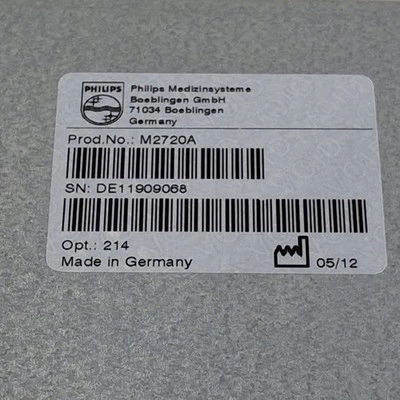 PHILIPS
Philips Medizinsysteme
Boeblingen GmbH
71034 Boeblingen
Germany
Prod.No.: M2720A
SN: DE11909068
Opt.: 214
Made in Germany
05/12